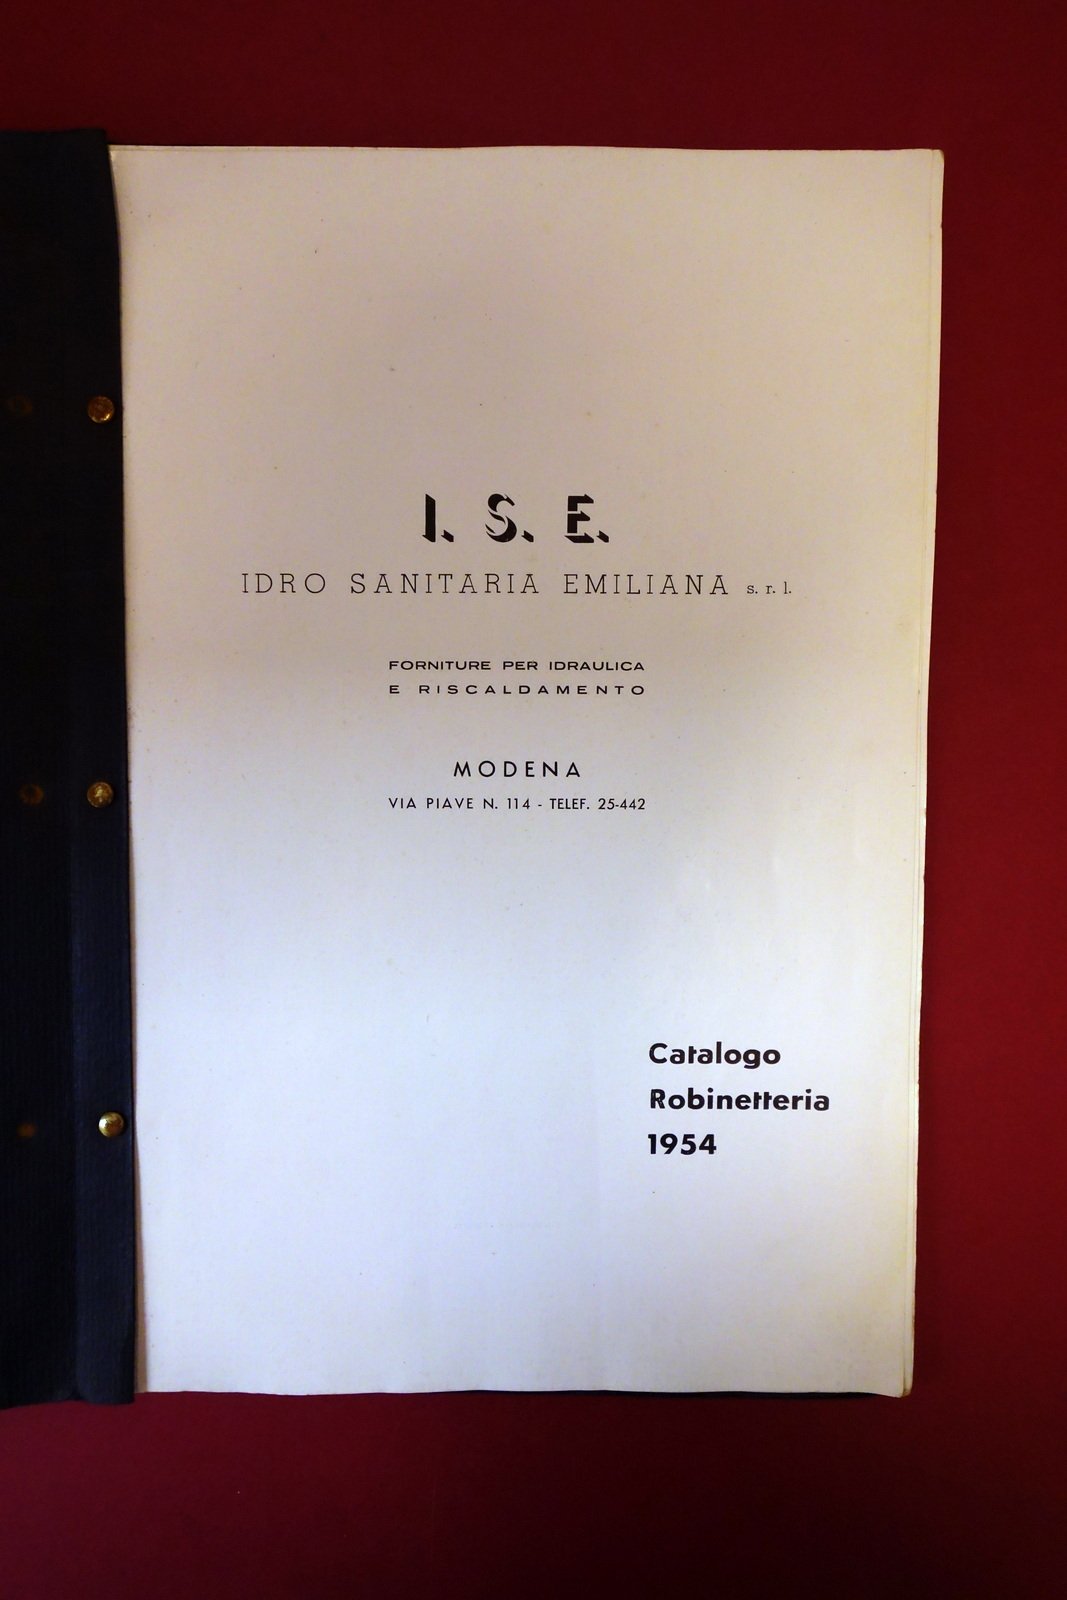 I. S. E.
IDRO SANITARIA EMILIANA s. r. l.
FORNITURE PER IDRAULICA
E RISCALDAMENTO
MODENA
VIA PIAVE N. 114 - TELEF. 25-442
Catalogo
Robinetteria
1954